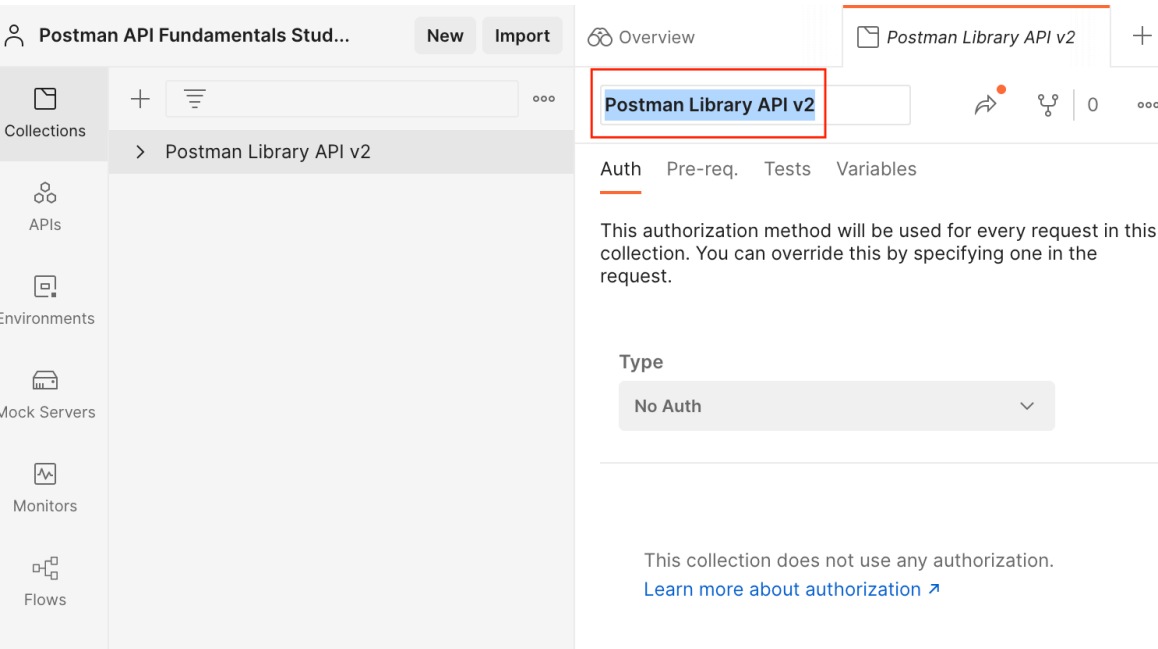 Postman API Fundamentals Stud...
New
Import
Overview
Postman Library API v2
Collections
Postman Library API v2
0
Postman Library API v2
Auth
Pre-req.
Tests
Variables
APIs
This authorization method will be used for every request in this
collection. You can override this by specifying one in the
request.
Environments
Type
No Auth
Mock Servers
Monitors
This collection does not use any authorization.
Learn more about authorization ↗
Flows